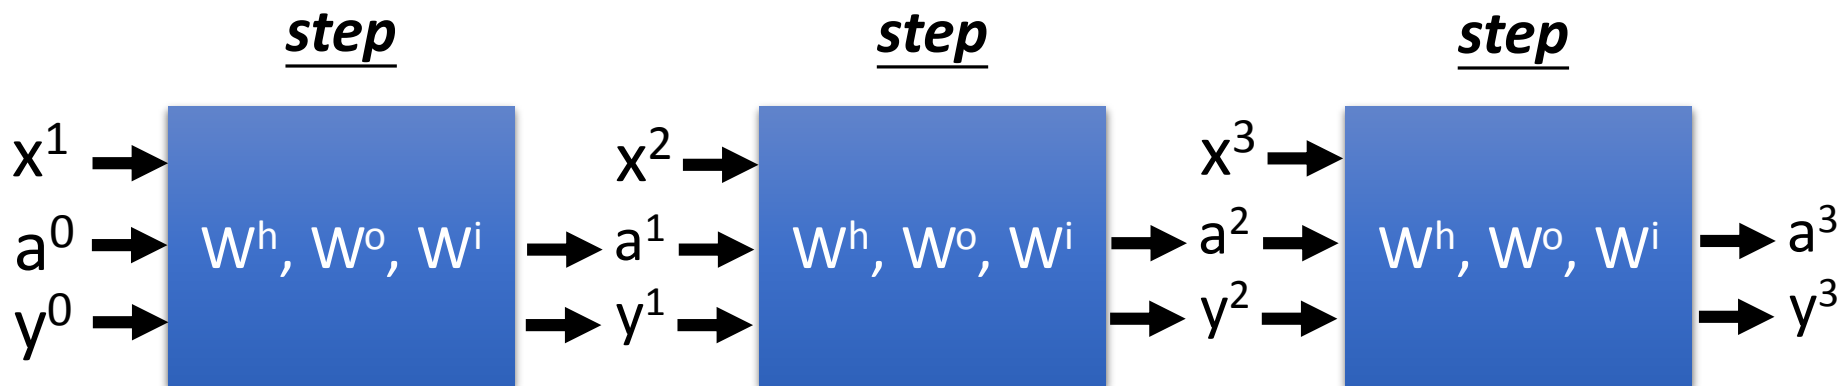 step step step
x¹ x² x³
a⁰ Wʰ, Wᵒ, Wⁱ a¹ Wʰ, Wᵒ, Wⁱ a² Wʰ, Wᵒ, Wⁱ a³
y⁰ y¹ y² y³